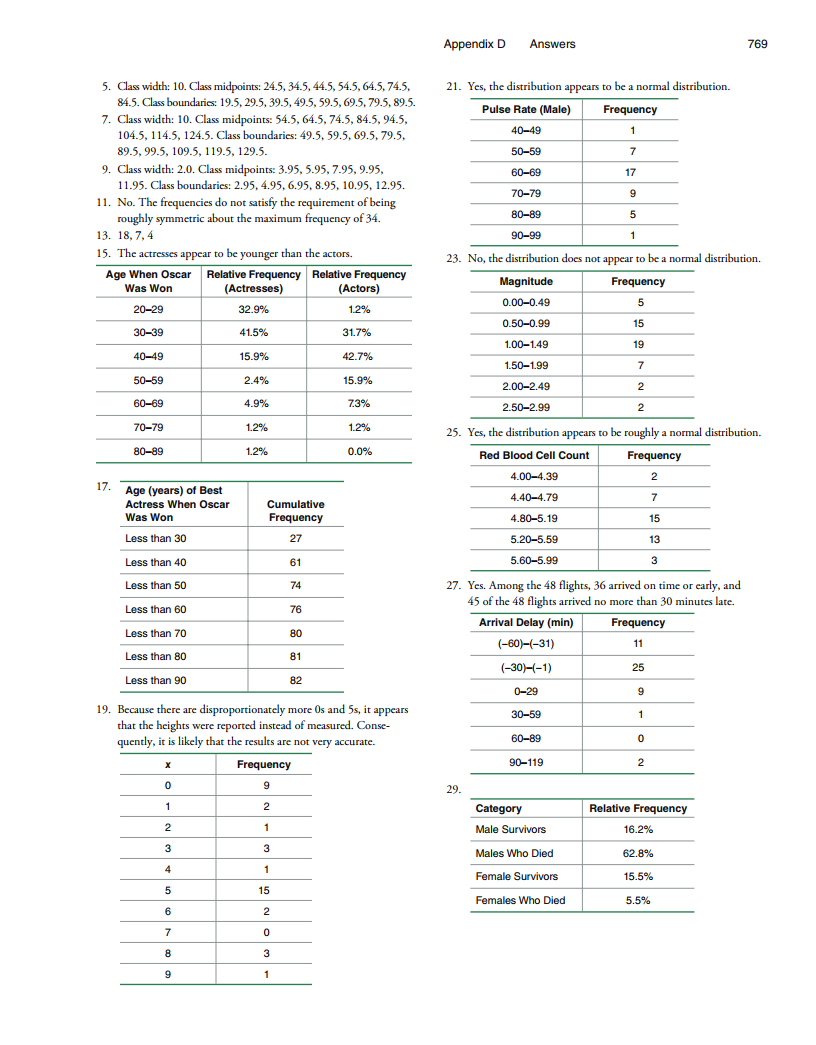 Appendix D Answers 769
5. Class width: 10. Class midpoints: 24.5, 34.5, 44.5, 54.5, 64.5, 74.5,
84.5. Class boundaries: 19.5, 29.5, 39.5, 49.5, 59.5, 69.5, 79.5, 89.5.
7. Class width: 10. Class midpoints: 54.5, 64.5, 74.5, 84.5, 94.5,
104.5, 114.5, 124.5. Class boundaries: 49.5, 59.5, 69.5, 79.5,
89.5, 99.5, 109.5, 119.5, 129.5.
9. Class width: 2.0. Class midpoints: 3.95, 5.95, 7.95, 9.95,
11.95. Class boundaries: 2.95, 4.95, 6.95, 8.95, 10.95, 12.95.
11. No. The frequencies do not satisfy the requirement of being
roughly symmetric about the maximum frequency of 34.
13. 18, 7, 4
15. The actresses appear to be younger than the actors.
Age When Oscar Relative Frequency Relative Frequency
Was Won (Actresses) (Actors)
20–29 32.9% 1.2%
30–39 41.5% 31.7%
40–49 15.9% 42.7%
50–59 2.4% 15.9%
60–69 4.9% 7.3%
70–79 1.2% 1.2%
80–89 1.2% 0.0%
17. Age (years) of Best
Actress When Oscar Cumulative
Was Won Frequency
Less than 30 27
Less than 40 61
Less than 50 74
Less than 60 76
Less than 70 80
Less than 80 81
Less than 90 82
19. Because there are disproportionately more 0s and 5s, it appears
that the heights were reported instead of measured. Conse-
quently, it is likely that the results are not very accurate.
x Frequency
0 9
1 2
2 1
3 3
4 1
5 15
6 2
7 0
8 3
9 1
21. Yes, the distribution appears to be a normal distribution.
Pulse Rate (Male) Frequency
40–49 1
50–59 7
60–69 17
70–79 9
80–89 5
90–99 1
23. No, the distribution does not appear to be a normal distribution.
Magnitude Frequency
0.00–0.49 5
0.50–0.99 15
1.00–1.49 19
1.50–1.99 7
2.00–2.49 2
2.50–2.99 2
25. Yes, the distribution appears to be roughly a normal distribution.
Red Blood Cell Count Frequency
4.00–4.39 2
4.40–4.79 7
4.80–5.19 15
5.20–5.59 13
5.60–5.99 3
27. Yes. Among the 48 flights, 36 arrived on time or early, and
45 of the 48 flights arrived no more than 30 minutes late.
Arrival Delay (min) Frequency
(−60)–(−31) 11
(−30)–(−1) 25
0–29 9
30–59 1
60–89 0
90–119 2
29.
Category Relative Frequency
Male Survivors 16.2%
Males Who Died 62.8%
Female Survivors 15.5%
Females Who Died 5.5%